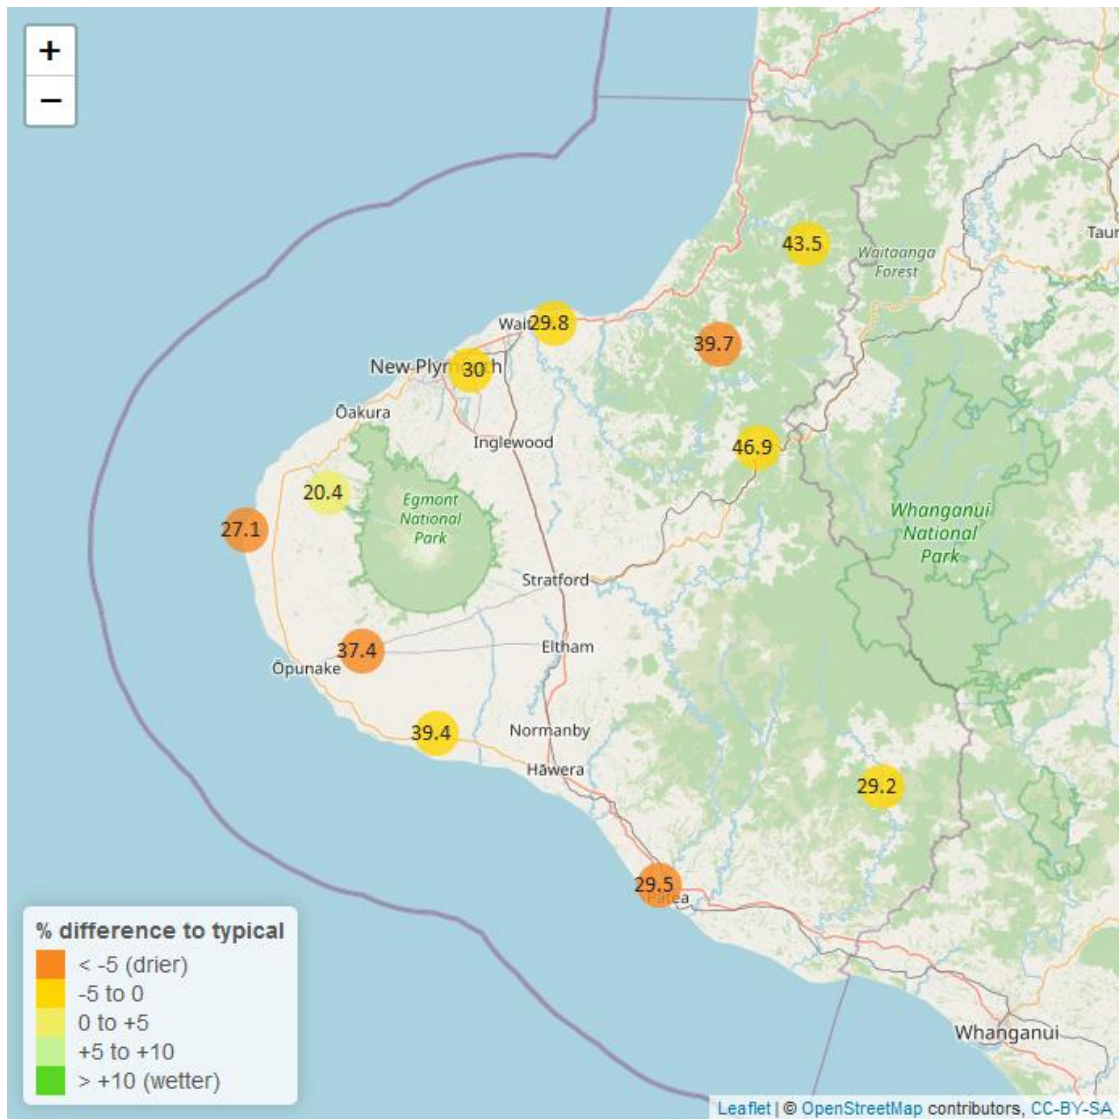 +
−
43.5
Taur
Waitaanga
Forest
Wait
29.8
39.7
New Plymouth
30
Ōakura
Inglewood
46.9
20.4
Egmont
National
Park
Whanganui
National
Park
27.1
Stratford
37.4
Eltham
Ōpunake
39.4
Normanby
Hāwera
29.2
29.5
Patea
Whanganui
% difference to typical
< -5 (drier)
-5 to 0
0 to +5
+5 to +10
> +10 (wetter)
Leaflet | © OpenStreetMap contributors, CC-BY-SA